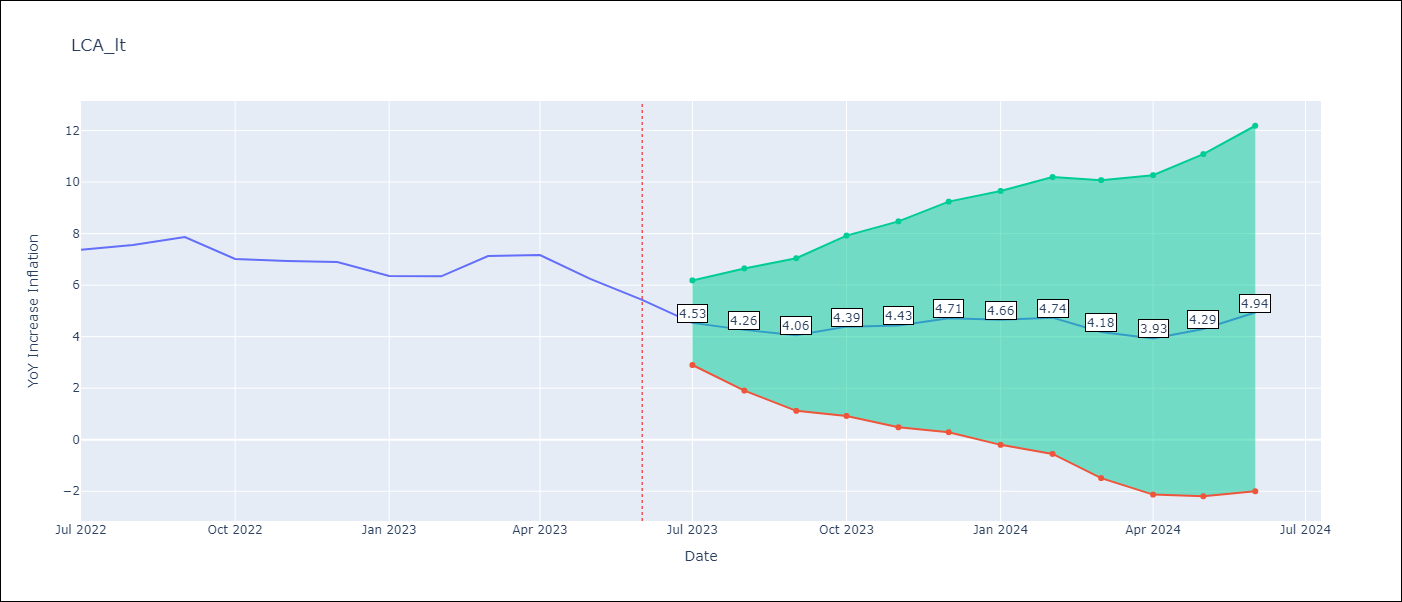 LCA_lt
YoY Increase Inflation
12
10
8
6
4
2
0
−2
4.53
4.26
4.06
4.39
4.43
4.71
4.66
4.74
4.18
3.93
4.29
4.94
Jul 2022
Oct 2022
Jan 2023
Apr 2023
Jul 2023
Oct 2023
Jan 2024
Apr 2024
Jul 2024
Date